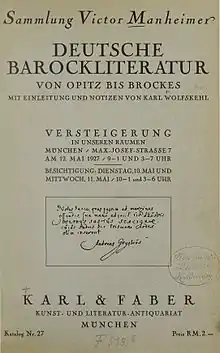 Sammlung Victor Manheimer
DEUTSCHE
BAROCKLITERATUR
VON OPITZ BIS BROCKES
MIT EINLEITUNG UND NOTIZEN VON KARL WOLFSKEHL
VERSTEIGERUNG
IN UNSEREN RÄUMEN
MÜNCHEN / MAX-JOSEF-STRASSE 7
AM 12. MAI 1927 / 9–1 UND 3–7 UHR
BESICHTIGUNG: DIENSTAG, 10. MAI UND
MITTWOCH, 11. MAI / 10–1 UND 3–6 UHR
Andreas Gryphius
KARL & FABER
KUNST- UND LITERATUR-ANTIQUARIAT
Katalog Nr. 27
MÜNCHEN
Preis RM. 2.–